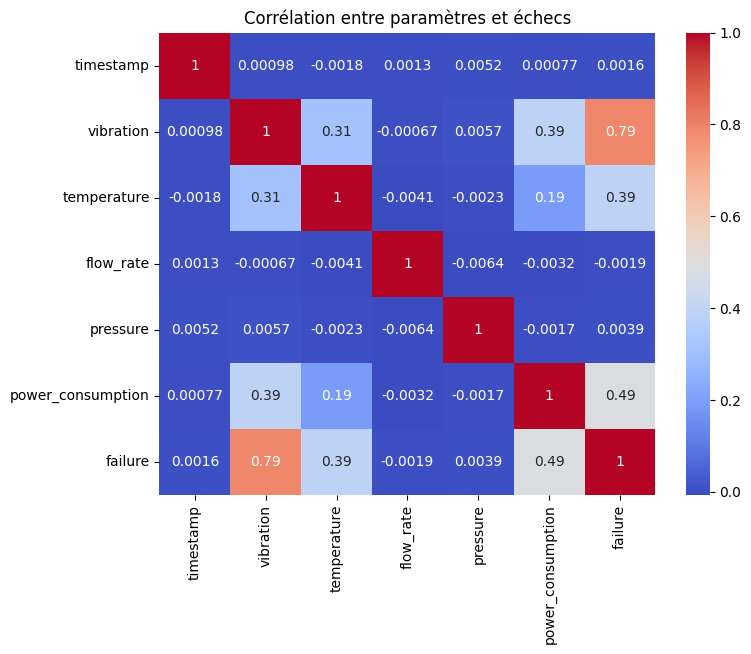 Corrélation entre paramètres et échecs
timestamp 1 0.00098 -0.0018 0.0013 0.0052 0.00077 0.0016
vibration 0.00098 1 0.31 -0.00067 0.0057 0.39 0.79
temperature -0.0018 0.31 1 -0.0041 -0.0023 0.19 0.39
flow_rate 0.0013 -0.00067 -0.0041 1 -0.0064 -0.0032 -0.0019
pressure 0.0052 0.0057 -0.0023 -0.0064 1 -0.0017 0.0039
power_consumption 0.00077 0.39 0.19 -0.0032 -0.0017 1 0.49
failure 0.0016 0.79 0.39 -0.0019 0.0039 0.49 1
timestamp
vibration
temperature
flow_rate
pressure
power_consumption
failure
1.0
0.8
0.6
0.4
0.2
0.0